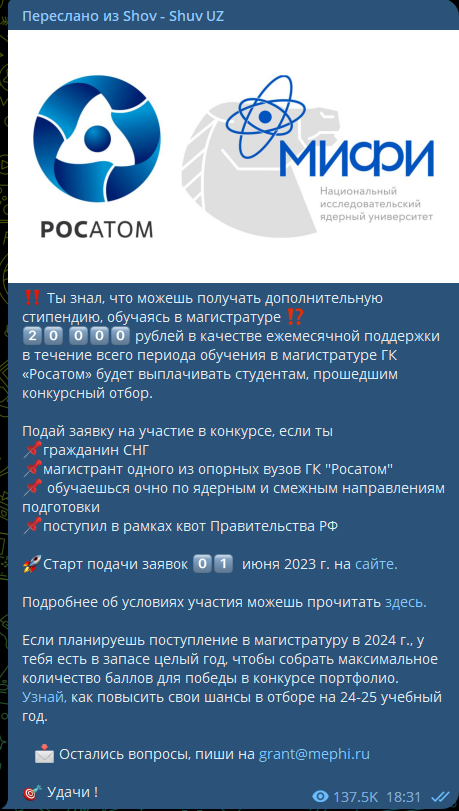 Переслано из Shov - Shuv UZ
РОСАТОМ
МИФИ
Национальный
исследовательский
ядерный университет
‼️ Ты знал, что можешь получать дополнительную
стипендию, обучаясь в магистратуре ⁉️
2️⃣0️⃣ 0️⃣0️⃣0️⃣ рублей в качестве ежемесячной поддержки
в течение всего периода обучения в магистратуре ГК
«Росатом» будет выплачивать студентам, прошедшим
конкурсный отбор.
Подай заявку на участие в конкурсе, если ты
📌гражданин СНГ
📌магистрант одного из опорных вузов ГК "Росатом"
📌 обучаешься очно по ядерным и смежным направлениям
подготовки
📌поступил в рамках квот Правительства РФ
🚀Старт подачи заявок 0️⃣1️⃣ июня 2023 г. на сайте.
Подробнее об условиях участия можешь прочитать здесь.
Если планируешь поступление в магистратуру в 2024 г., у
тебя есть в запасе целый год, чтобы собрать максимальное
количество баллов для победы в конкурсе портфолио.
Узнай, как повысить свои шансы в отборе на 24-25 учебный
год.
📩 Остались вопросы, пиши на grant@mephi.ru
🎯 Удачи !
137.5K 18:31